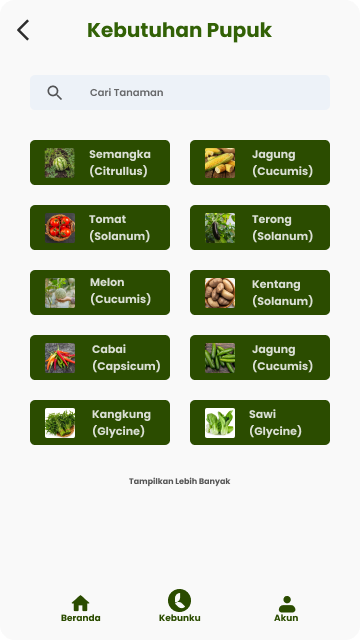 Kebutuhan Pupuk
Cari Tanaman
Semangka
(Citrullus)
Jagung
(Cucumis)
Tomat
(Solanum)
Terong
(Solanum)
Melon
(Cucumis)
Kentang
(Solanum)
Cabai
(Capsicum)
Jagung
(Cucumis)
Kangkung
(Glycine)
Sawi
(Glycine)
Tampilkan Lebih Banyak
Beranda
Kebunku
Akun